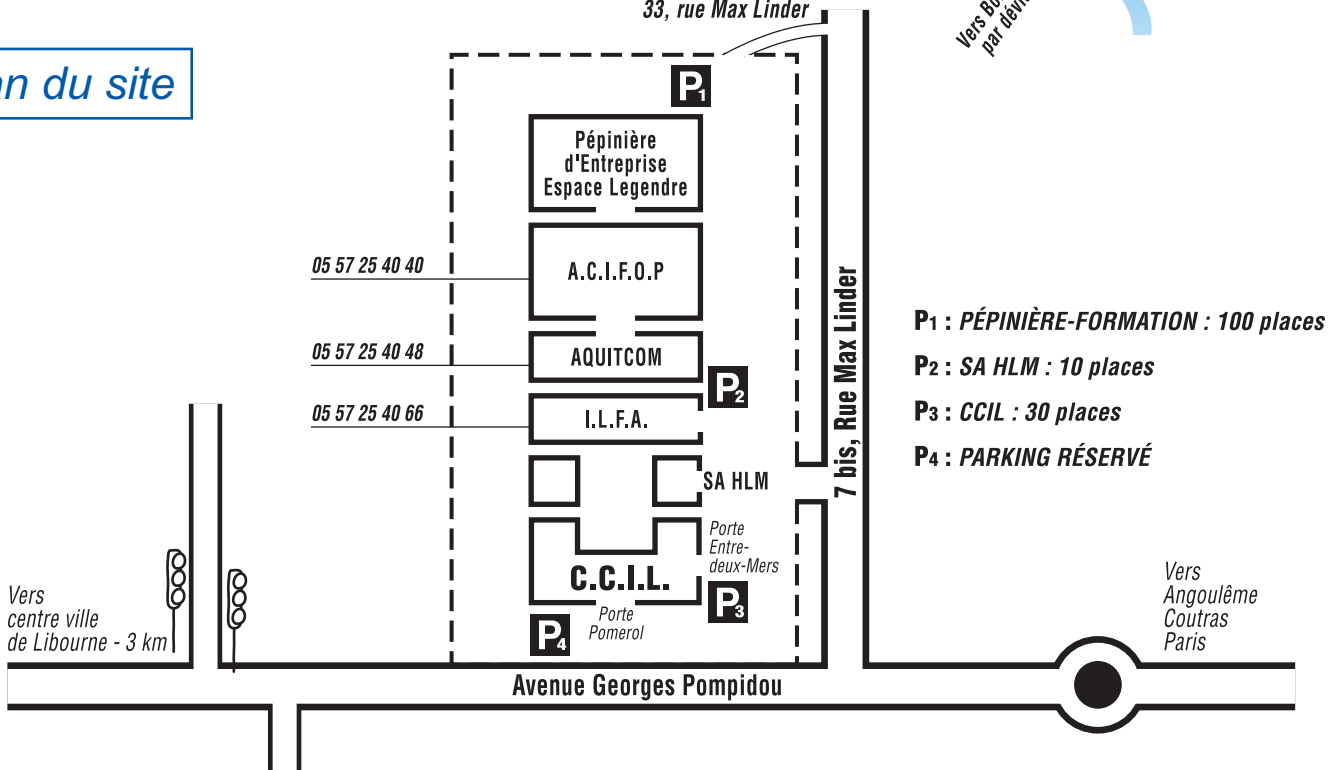 33, rue Max Linder
du site
P1
Pépinière
d'Entreprise
Espace Legendre
05 57 25 40 40
A.C.I.F.O.P
05 57 25 40 48
AQUITCOM
P2
05 57 25 40 66
I.L.F.A.
SA HLM
C.C.I.L.
Porte
Entre-
deux-Mers
P3
Porte
Pomerol
P4
7 bis, Rue Max Linder
Vers
par
P1 : PÉPINIÈRE-FORMATION : 100 places
P2 : SA HLM : 10 places
P3 : CCIL : 30 places
P4 : PARKING RÉSERVÉ
Vers
centre ville
de Libourne - 3 km
Vers
Angoulême
Coutras
Paris
Avenue Georges Pompidou